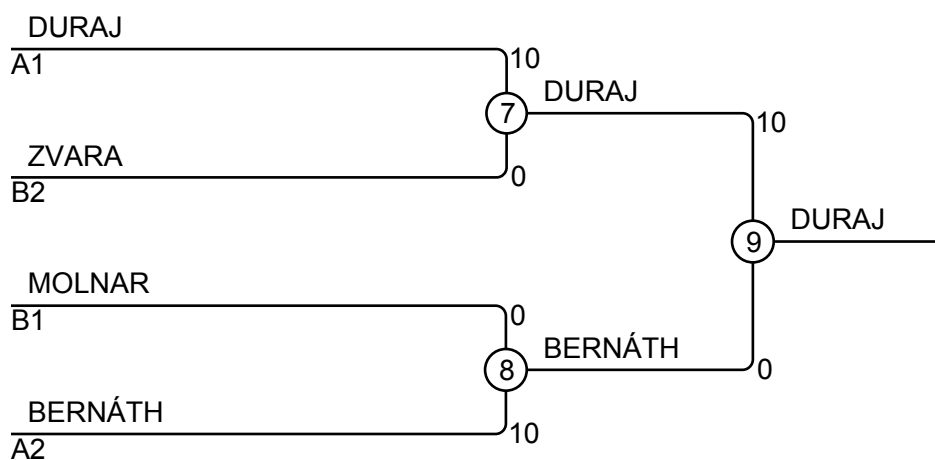 DURAJ
A1
10
7
DURAJ
10
ZVARA
B2
0
9
DURAJ
MOLNAR
B1
0
8
BERNÁTH
0
BERNÁTH
A2
10